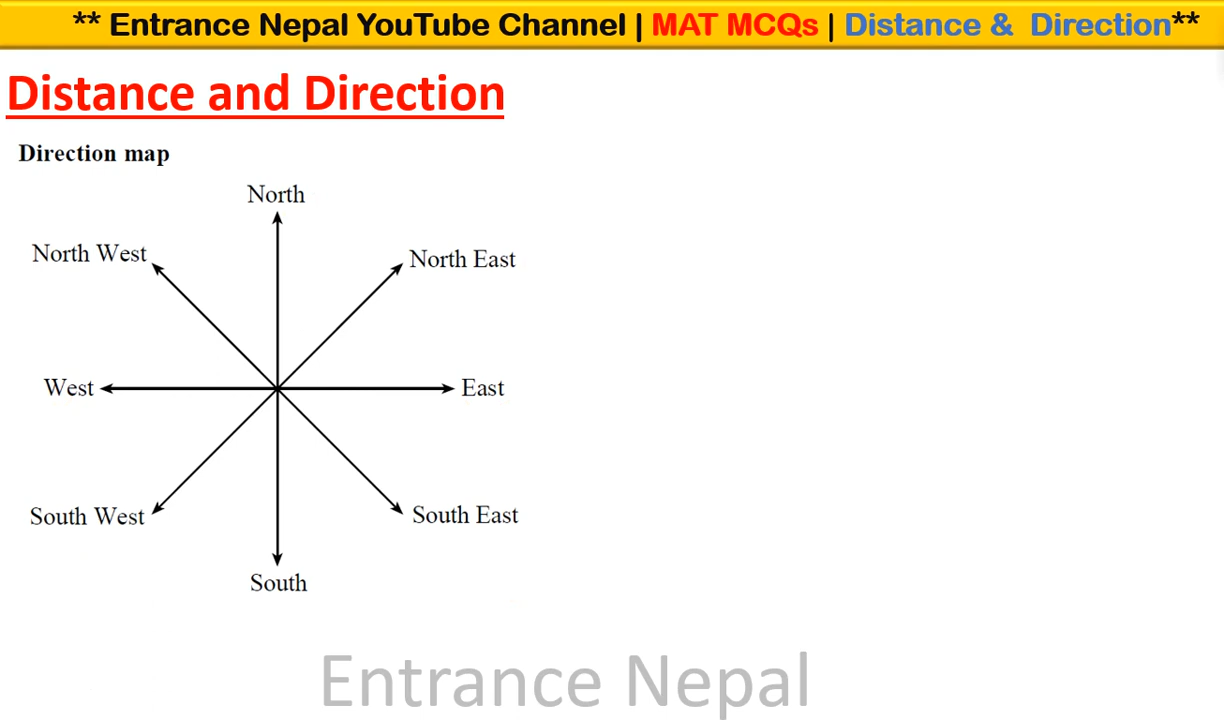 ** Entrance Nepal YouTube Channel | MAT MCQs | Distance & Direction**
Distance and Direction
Direction map
North
North West
North East
West
East
South West
South East
South
Entrance Nepal